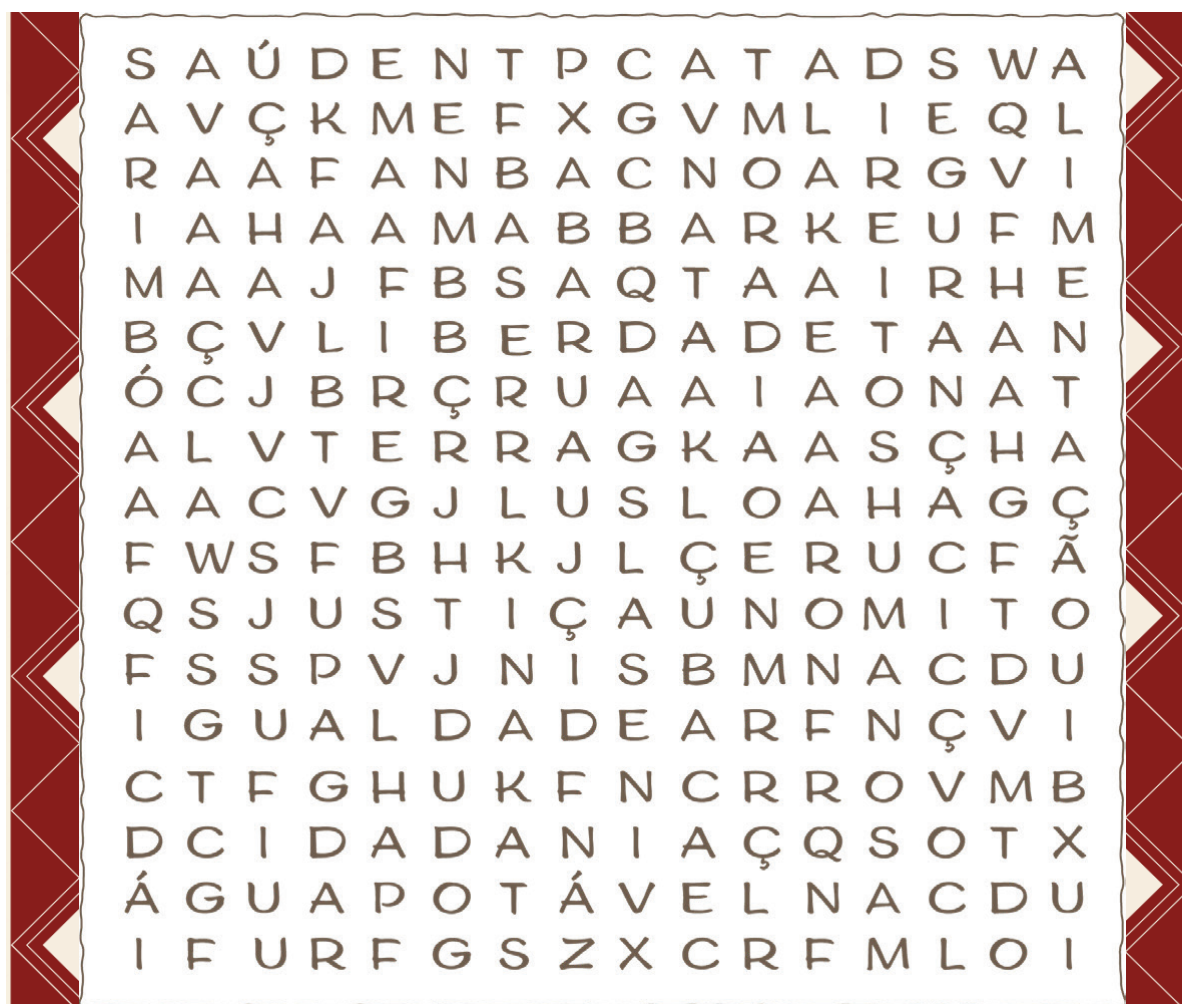 S A Ú D E N T P C A T A D S W A
A V Ç K M E F X G V M L I E Q L
R A A F A N B A C N O A R G V I
I A H A A M A B B A R K E U F M
M A A J F B S A Q T A A I R H E
B Ç V L I B E R D A D E T A A N
Ó C J B R Ç R U A A I A O N A T
A L V T E R R A G K A A S Ç H A
A A C V G J L U S L O A H A G Ç
F W S F B H K J L Ç E R U C F Ã
Q S J U S T I Ç A U N O M I T O
F S S P V J N I S B M N A C D U
I G U A L D A D E A R F N Ç V I
C T F G H U K F N C R R O V M B
D C I D A D A N I A Ç Q S O T X
Á G U A P O T Á V E L N A C D U
I F U R F G S Z X C R F M L O I